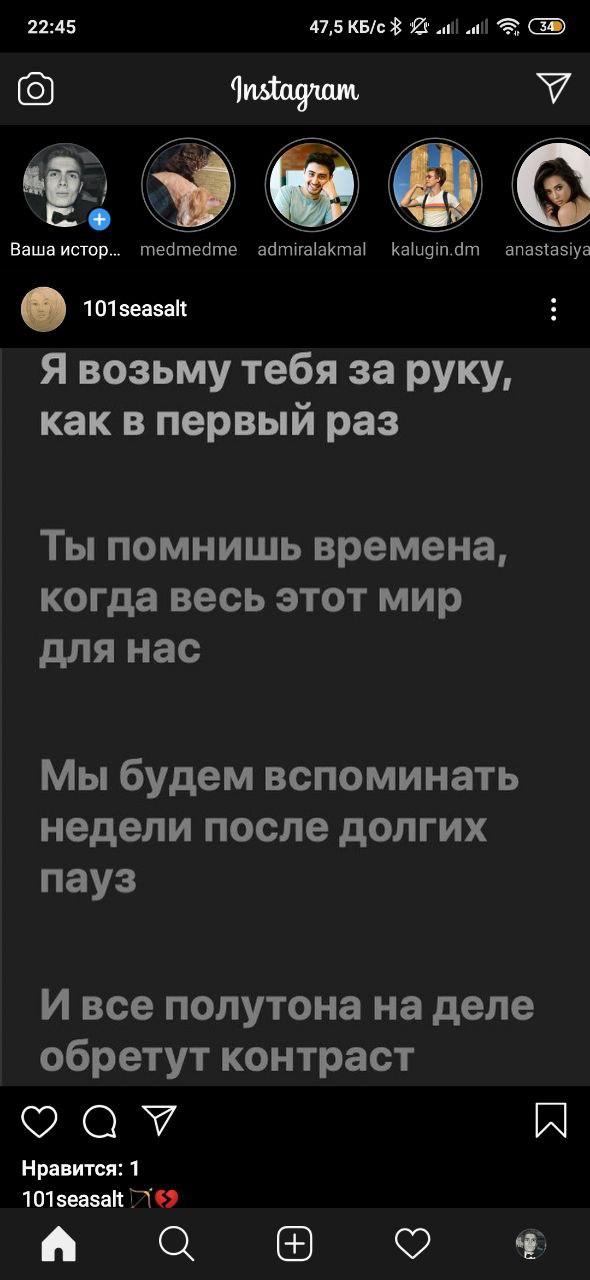 22:45
47,5 КБ/с
34
Instagram
Ваша истор...
medmedme
admiralakmal
kalugin.dm
anastasiya
101seasalt
Я возьму тебя за руку,
как в первый раз
Ты помнишь времена,
когда весь этот мир
для нас
Мы будем вспоминать
недели после долгих
пауз
И все полутона на деле
обретут контраст
Нравится: 1
101seasalt 🏹💔